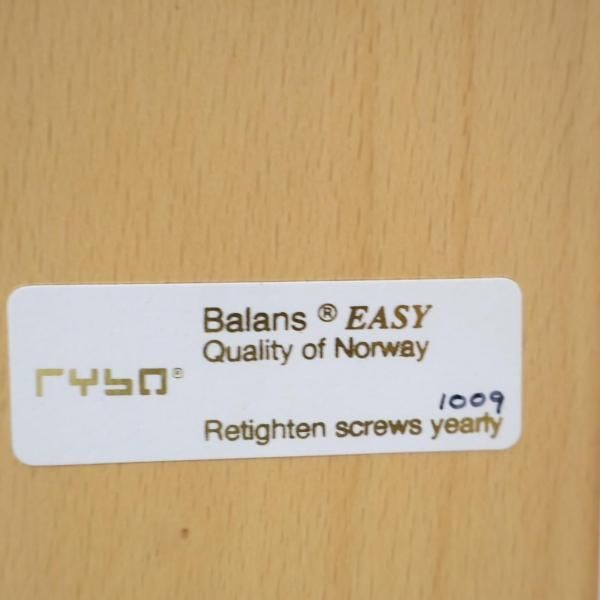 Balans ® EASY
Quality of Norway
rybo®
1009
Retighten screws yearly